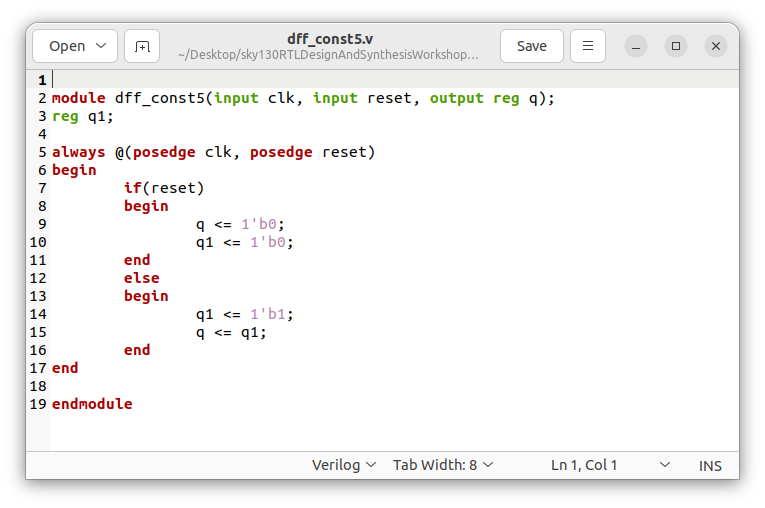 Open
dff_const5.v
~/Desktop/sky130RTLDesignAndSynthesisWorkshop...
Save
1
2 module dff_const5(input clk, input reset, output reg q);
3 reg q1;
4
5 always @(posedge clk, posedge reset)
6 begin
7         if(reset)
8         begin
9                 q <= 1'b0;
10                 q1 <= 1'b0;
11         end
12         else
13         begin
14                 q1 <= 1'b1;
15                 q <= q1;
16         end
17 end
18
19 endmodule
Verilog Tab Width: 8 Ln 1, Col 1 INS